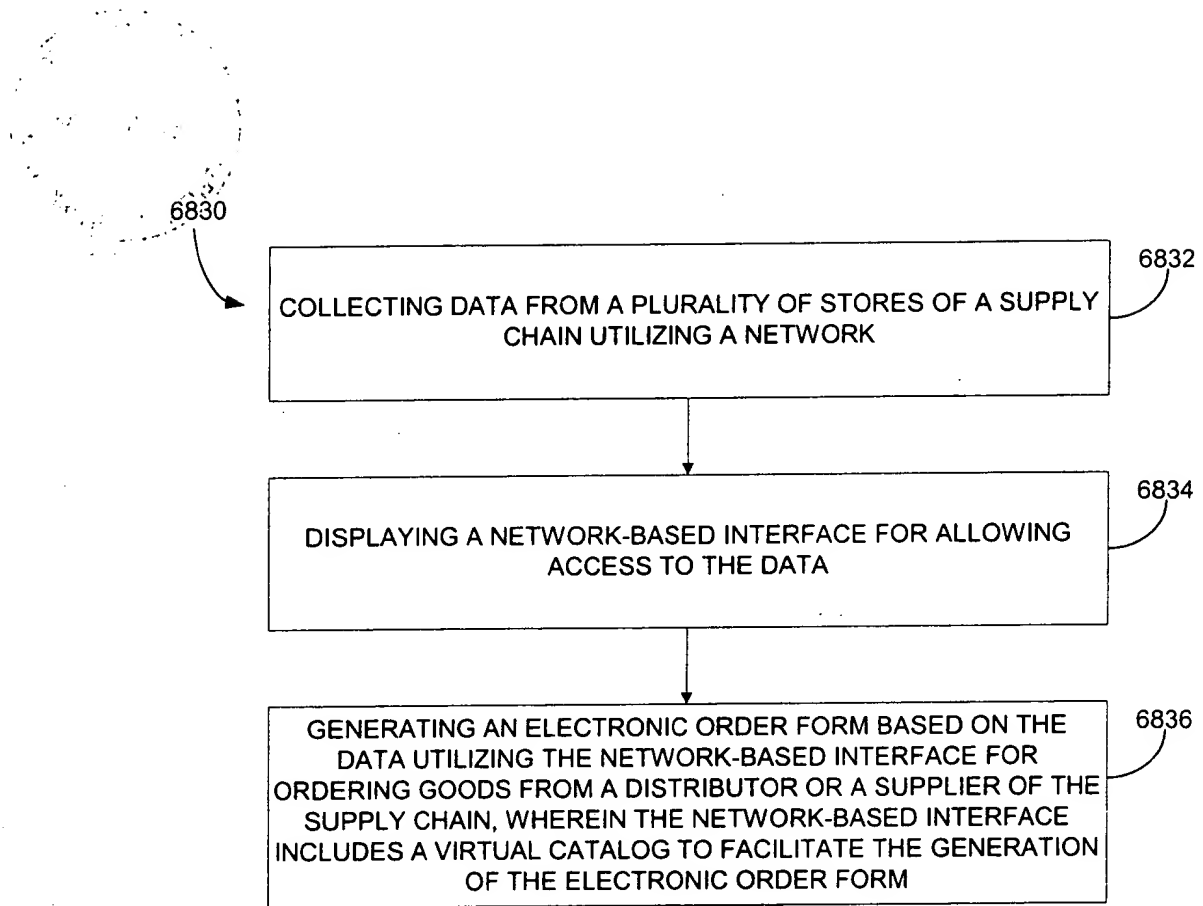 6830
6832
COLLECTING DATA FROM A PLURALITY OF STORES OF A SUPPLY
CHAIN UTILIZING A NETWORK
6834
DISPLAYING A NETWORK-BASED INTERFACE FOR ALLOWING
ACCESS TO THE DATA
6836
GENERATING AN ELECTRONIC ORDER FORM BASED ON THE
DATA UTILIZING THE NETWORK-BASED INTERFACE FOR
ORDERING GOODS FROM A DISTRIBUTOR OR A SUPPLIER OF THE
SUPPLY CHAIN, WHEREIN THE NETWORK-BASED INTERFACE
INCLUDES A VIRTUAL CATALOG TO FACILITATE THE GENERATION
OF THE ELECTRONIC ORDER FORM